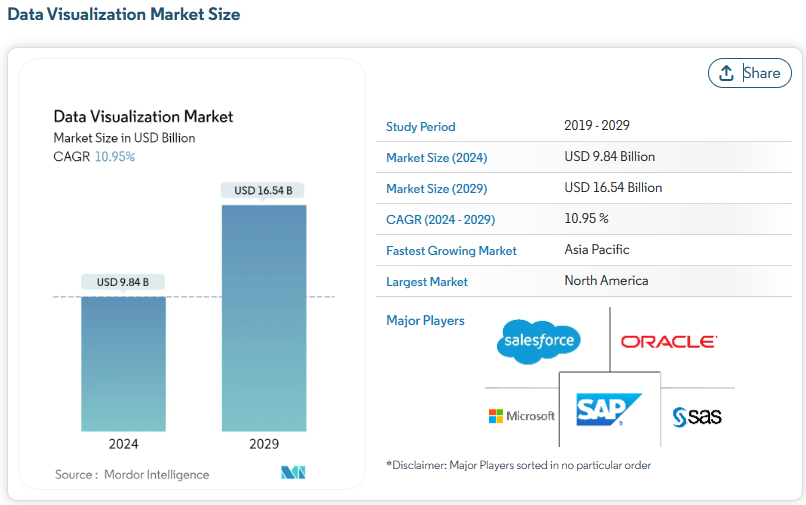 Data Visualization Market Size
Share
Data Visualization Market
Market Size in USD Billion
CAGR 10.95%
USD 16.54 B
USD 9.84 B
2024 2029
Source : Mordor Intelligence
Study Period 2019 - 2029
Market Size (2024) USD 9.84 Billion
Market Size (2029) USD 16.54 Billion
CAGR (2024 - 2029) 10.95 %
Fastest Growing Market Asia Pacific
Largest Market North America
Major Players
salesforce
ORACLE
Microsoft
SAP
sas
*Disclaimer: Major Players sorted in no particular order